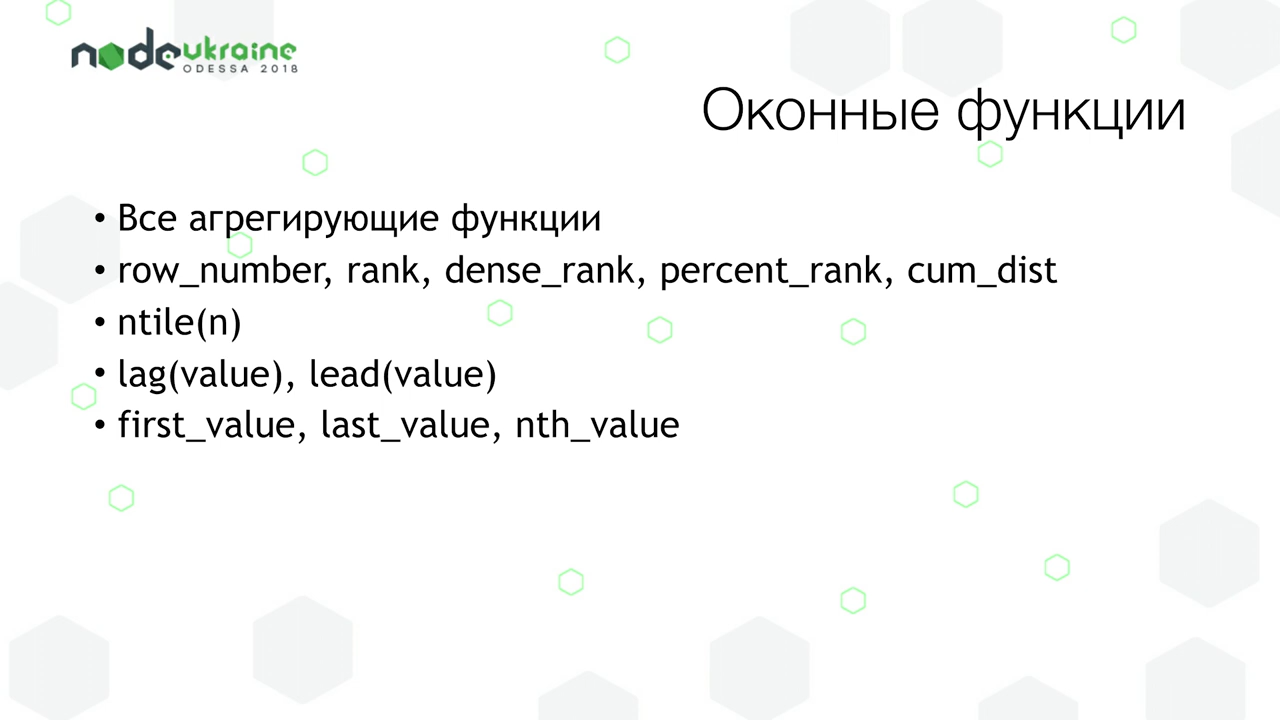 nodeukraine
ODESSA 2018
Оконные функции
• Все агрегирующие функции
• row_number, rank, dense_rank, percent_rank, cum_dist
• ntile(n)
• lag(value), lead(value)
• first_value, last_value, nth_value